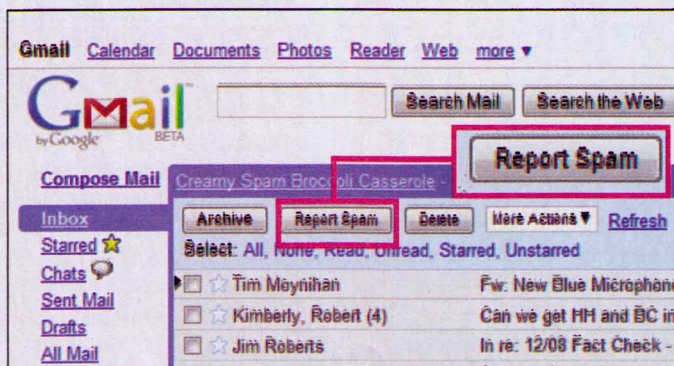 Gmail Calendar Documents Photos Reader Web more ▼
Gmail
by Google BETA
Search Mail Search the Web
Report Spam
Compose Mail
Creamy Spam Broccoli Casserole -
Inbox
Archive Report Spam Delete More Actions ▼ Refresh
Starred
Select: All, None, Read, Unread, Starred, Unstarred
Chats
Tim Moynihan Fw: New Blue Microphone
Sent Mail
Kimberly, Robert (4) Can we get HH and BC in
Drafts
Jim Roberts In re: 12/08 Fact Check -
All Mail